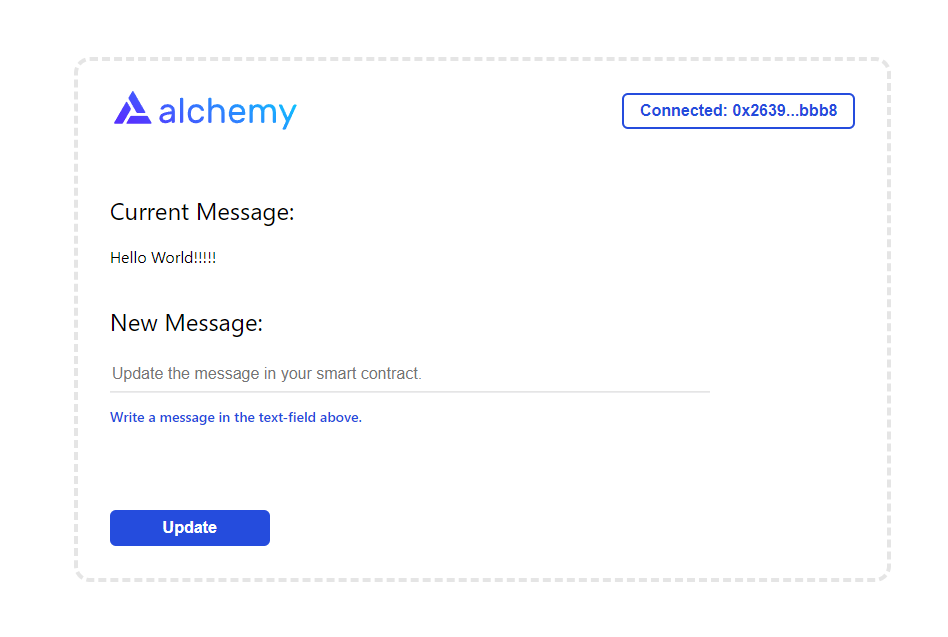 alchemy
Connected: 0x2639...bbb8
Current Message:
Hello World!!!!!
New Message:
Update the message in your smart contract.
Write a message in the text-field above.
Update